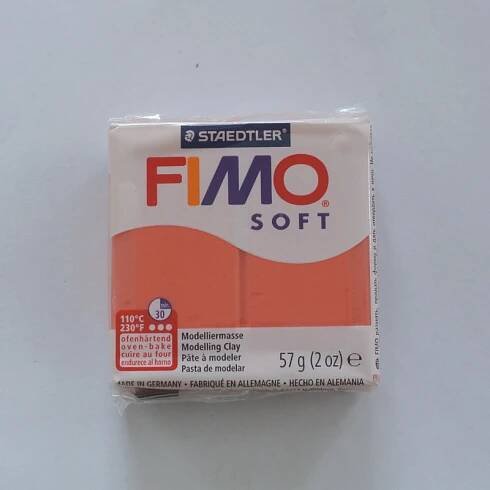 STAEDTLER®
FIMO®
SOFT
110°C
230°F
30
ofenhärtend
oven-bake
cuire au four
endurece al horno
Modelliermasse
Modelling Clay
Pâte à modeler
Pasta de modelar
57 g (2 oz) ℮
MADE IN GERMANY • FABRIQUÉ EN ALLEMAGNE • HECHO EN ALEMANIA